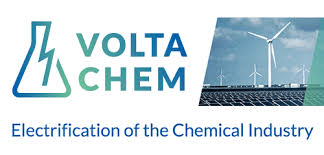 VOLTA
CHEM
Electrification of the Chemical Industry